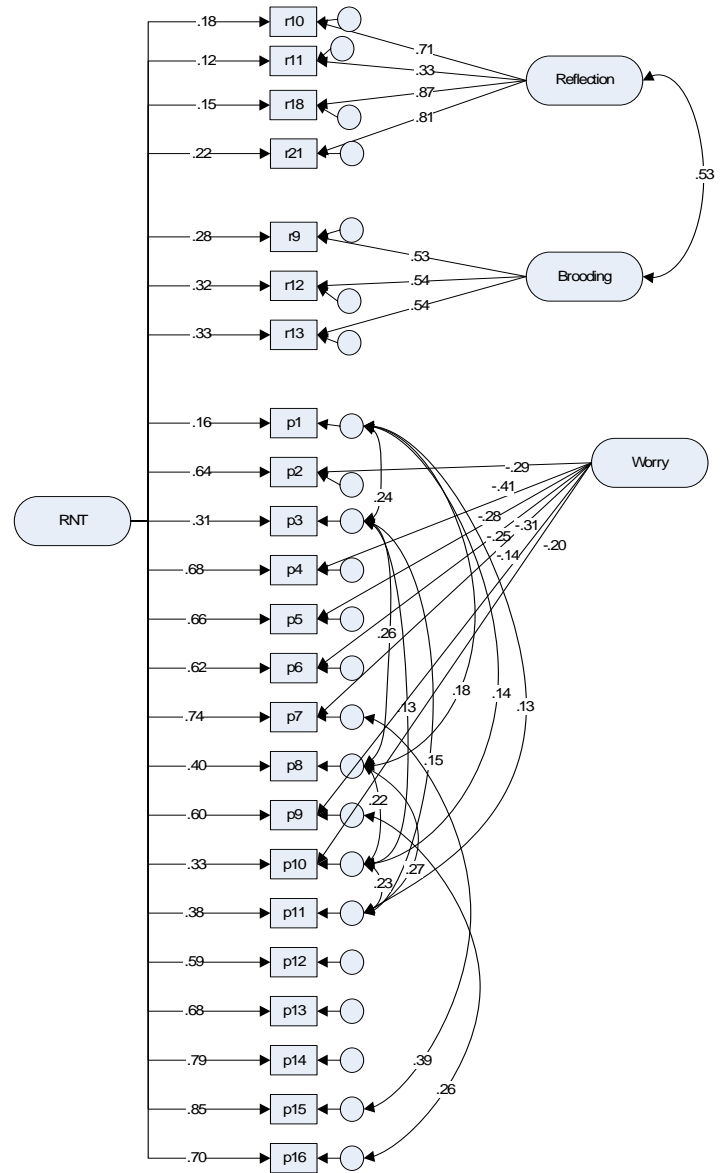 .18 r10
.71
.12 r11
.33
Reflection
.15 r18
.87
.81
.22 r21
.53
.28 r9
.53
.32 r12
.54
Brooding
.33 r13
.54
.16 p1
Worry
.64 p2
-.29
-.41
.24
RNT
.31 p3
-.28
-.31
-.25
-.14
-.20
.68 p4
.66 p5
.26
.62 p6
.18
.14
.13
.13
.74 p7
.40 p8
.15
.22
.60 p9
.33 p10
.27
.23
.38 p11
.59 p12
.68 p13
.79 p14
.39
.26
.85 p15
.70 p16